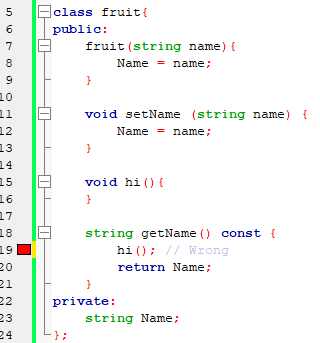 5 class fruit{
6 public:
7 fruit(string name){
8 Name = name;
9 }
10
11 void setName (string name) {
12 Name = name;
13 }
14
15 void hi(){
16 }
17
18 string getName() const {
19 hi(); // Wrong
20 return Name;
21 }
22 private:
23 string Name;
24 };